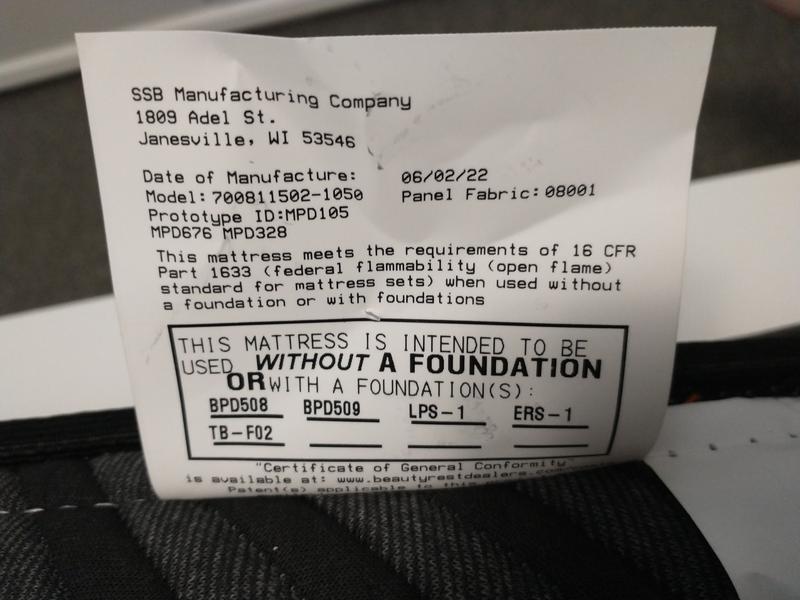 SSB Manufacturing Company
1809 Adel St.
Janesville, WI 53546
Date of Manufacture: 06/02/22
Model: 700811502-1050 Panel Fabric: 08001
Prototype ID:MPD105
MPD676 MPD328
This mattress meets the requirements of 16 CFR
Part 1633 (federal flammability (open flame)
standard for mattress sets) when used without
a foundation or with foundations
THIS MATTRESS IS INTENDED TO BE
USED WITHOUT A FOUNDATION
OR WITH A FOUNDATION(S):
BPD508 BPD509 LPS-1 ERS-1
TB-F02
"Certificate of General Conformity"
is available at: www.beautyrestdealers.com
Patent(s) applicable to this